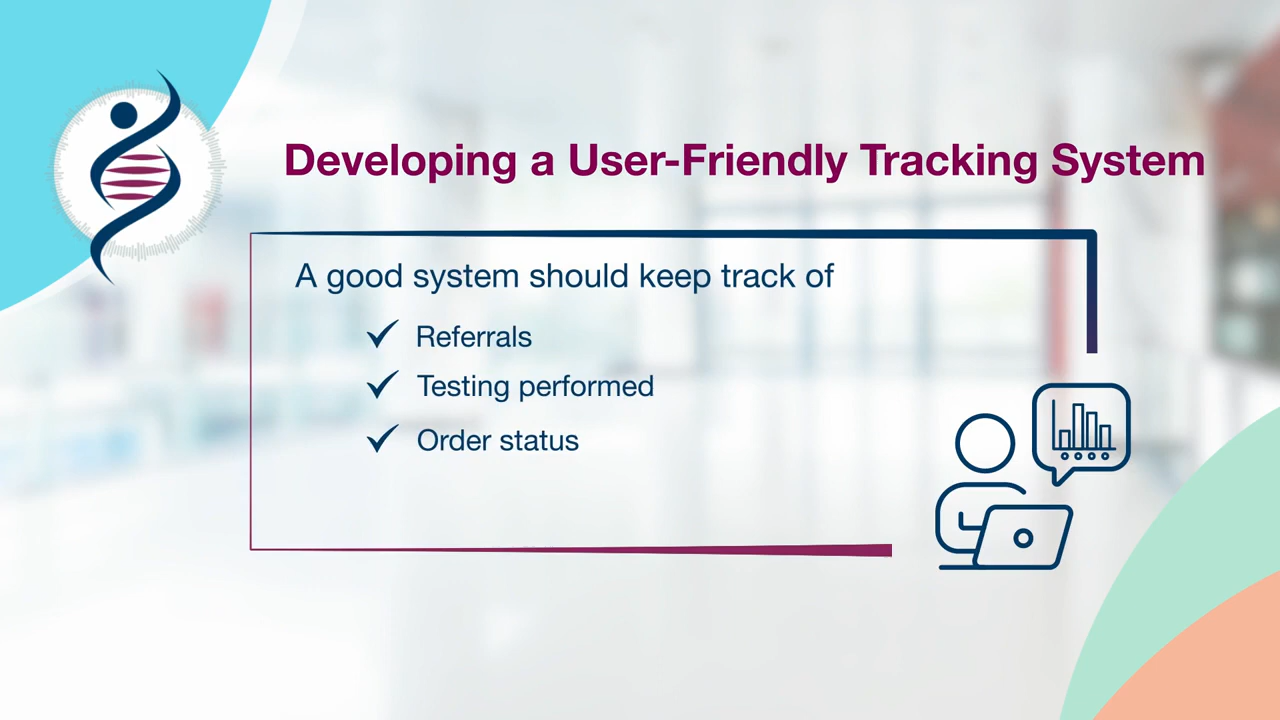 Developing a User-Friendly Tracking System
A good system should keep track of
Referrals
Testing performed
Order status